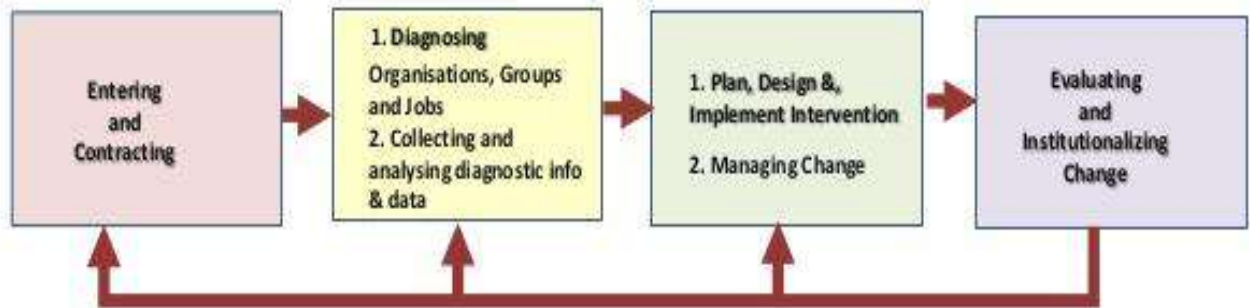 Entering
and
Contracting
1. Diagnosing
Organisations, Groups
and Jobs
2. Collecting and
analysing diagnostic info
& data
1. Plan, Design &,
Implement Intervention
2. Managing Change
Evaluating
and
Institutionalizing
Change